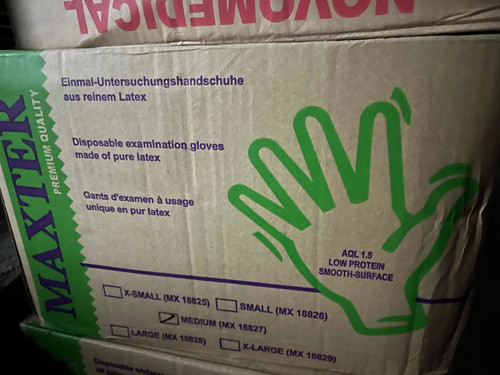 NOVOMEDICAL
MAXTER
PREMIUM QUALITY
Einmal-Untersuchungshandschuhe
aus reinem Latex
Disposable examination gloves
made of pure latex
Gants d'examen à usage
unique en pur latex
AQL 1.5
LOW PROTEIN
SMOOTH-SURFACE
X-SMALL (MX 18825)
SMALL (MX 18826)
MEDIUM (MX 18827)
LARGE (MX 18828)
X-LARGE (MX 18829)
Disposable